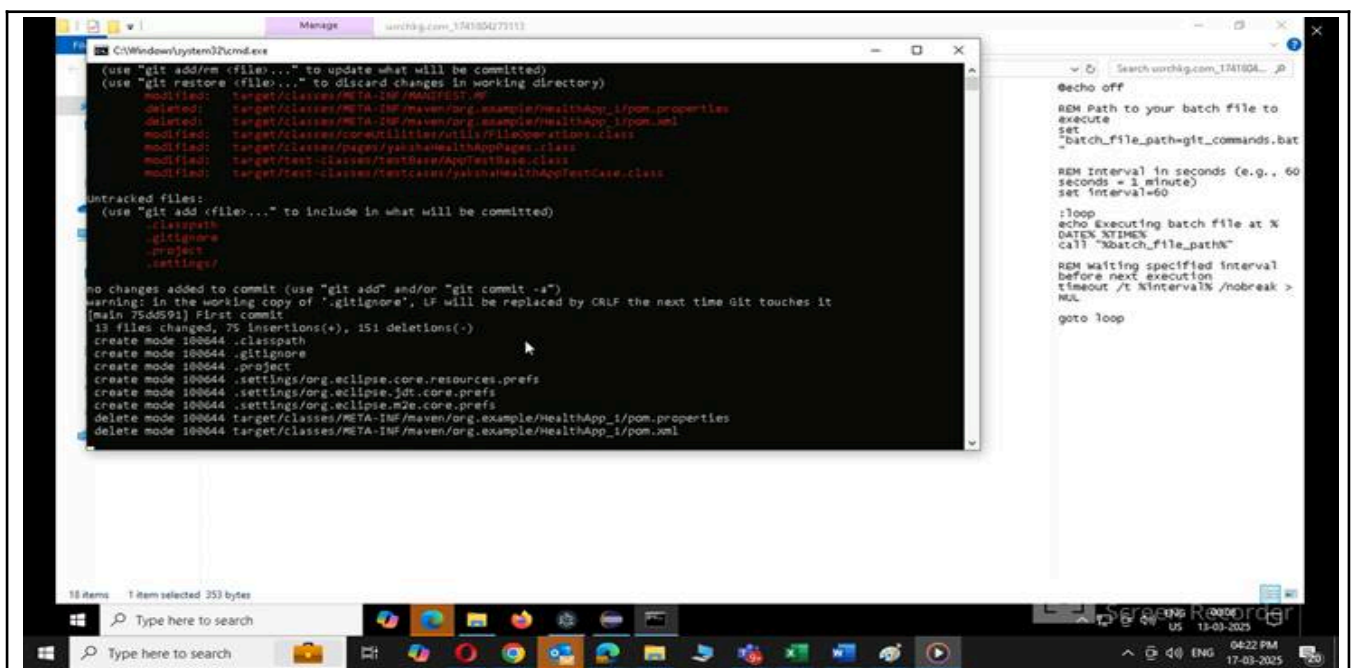 Manage
C:\Windows\system32\cmd.exe
(use "git add/rm <file>..." to update what will be committed)
(use "git restore <file>..." to discard changes in working directory)
modified: target/classes/META-INF/MANIFEST.MF
deleted: target/classes/META-INF/maven/org.example/HealthApp_1/pom.properties
deleted: target/classes/META-INF/maven/org.example/HealthApp_1/pom.xml
modified: target/classes/coreUtilities/utils/FileOperations.class
modified: target/classes/pages/yakshaHealthAppPages.class
modified: target/test-classes/testBase/AppTestBase.class
modified: target/test-classes/testcases/yakshaHealthAppTestCase.class
Untracked files:
(use "git add <file>..." to include in what will be committed)
.classpath
.gitignore
.project
.settings/
no changes added to commit (use "git add" and/or "git commit -a")
warning: in the working copy of '.gitignore', LF will be replaced by CRLF the next time Git touches it
[main 75dd591] First commit
13 files changed, 75 insertions(+), 151 deletions(-)
create mode 100644 .classpath
create mode 100644 .gitignore
create mode 100644 .project
create mode 100644 .settings/org.eclipse.core.resources.prefs
create mode 100644 .settings/org.eclipse.jdt.core.prefs
create mode 100644 .settings/org.eclipse.m2e.core.prefs
delete mode 100644 target/classes/META-INF/maven/org.example/HealthApp_1/pom.properties
delete mode 100644 target/classes/META-INF/maven/org.example/HealthApp_1/pom.xml
@echo off
REM Path to your batch file to
execute
set
"batch_file_path=git_commands.bat
"
REM Interval in seconds (e.g., 60
seconds = 1 minute)
set interval=60
:loop
echo Executing batch file at %
DATE% %TIME%
call "%batch_file_path%"
REM Waiting specified interval
before next execution
timeout /t %interval% /nobreak >
NUL
goto loop
18 items 1 item selected 353 bytes
Type here to search
Screen Recorder
ENG
US 13-03-2025
Type here to search
ENG 04:22 PM
17-03-2025
20